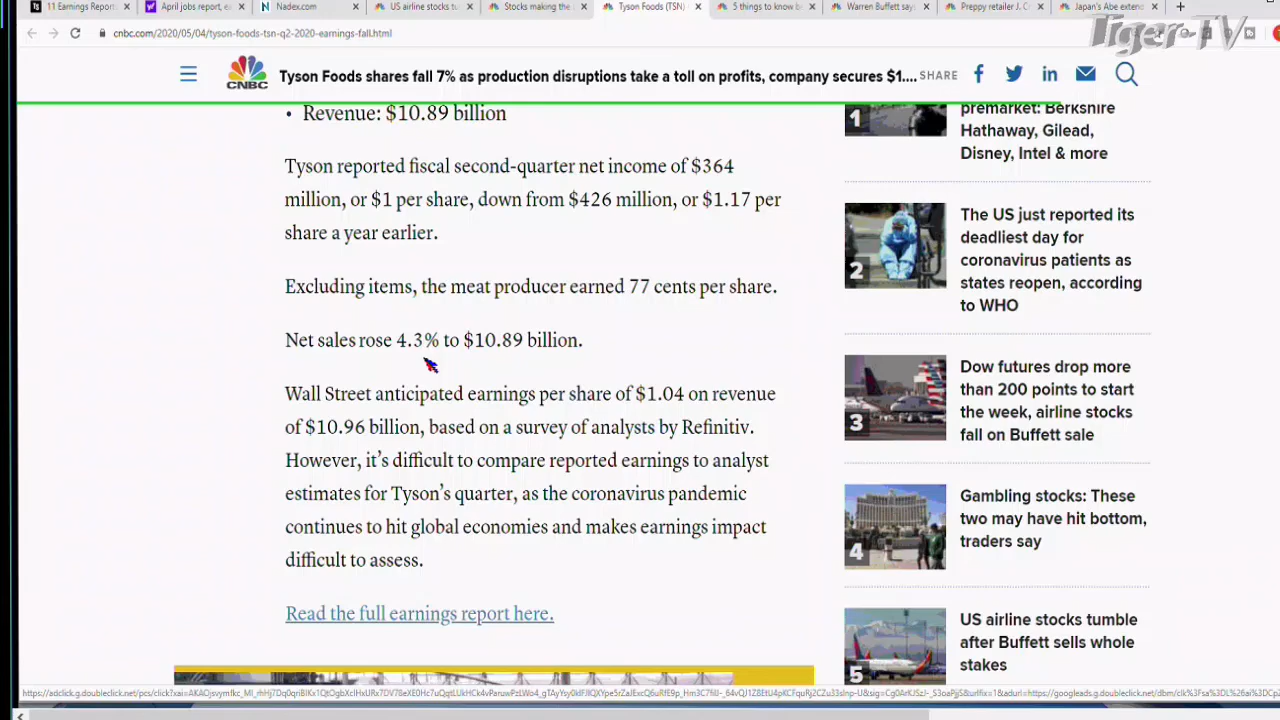 11 Earnings Report
April jobs report, e
Nadex.com
US airline stocks tu
Stocks making the
Tyson Foods (TSN)
5 things to know b
Warren Buffett say
Preppy retailer J. C
Japan's Abe exten
Tiger-TV
cnbc.com/2020/05/04/tyson-foods-tsn-q2-2020-earnings-fall.html
CNBC
Tyson Foods shares fall 7% as production disruptions take a toll on profits, company secures $1....
SHARE
• Revenue: $10.89 billion
Tyson reported fiscal second-quarter net income of $364
million, or $1 per share, down from $426 million, or $1.17 per
share a year earlier.
Excluding items, the meat producer earned 77 cents per share.
Net sales rose 4.3% to $10.89 billion.
Wall Street anticipated earnings per share of $1.04 on revenue
of $10.96 billion, based on a survey of analysts by Refinitiv.
However, it's difficult to compare reported earnings to analyst
estimates for Tyson's quarter, as the coronavirus pandemic
continues to hit global economies and makes earnings impact
difficult to assess.
Read the full earnings report here.
1
premarket: Berkshire
Hathaway, Gilead,
Disney, Intel & more
2
The US just reported its
deadliest day for
coronavirus patients as
states reopen, according
to WHO
3
Dow futures drop more
than 200 points to start
the week, airline stocks
fall on Buffett sale
4
Gambling stocks: These
two may have hit bottom,
traders say
5
US airline stocks tumble
after Buffett sells whole
stakes